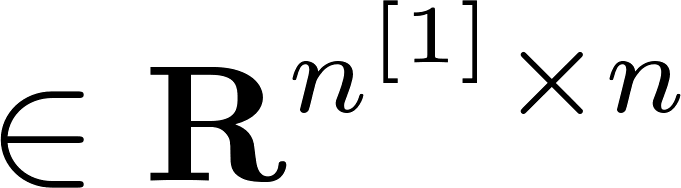 ∈ R^{n^{[1]} × n}